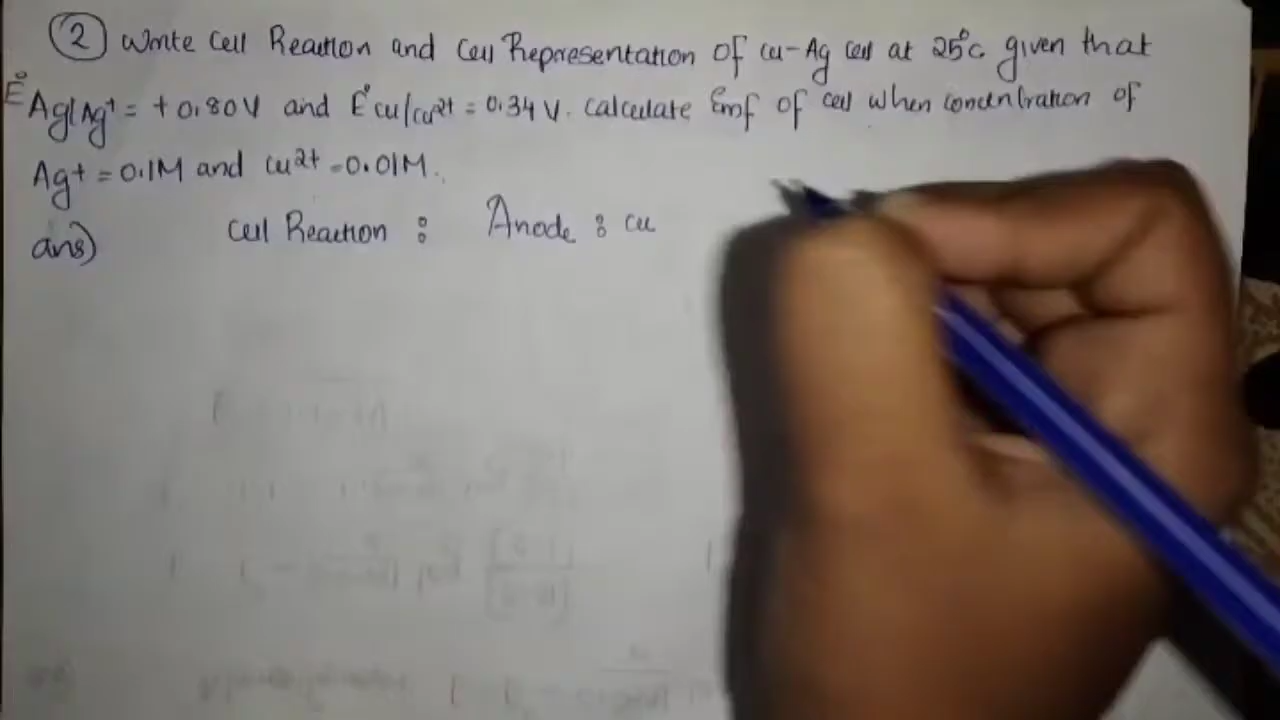 ② Write Cell Reaction and Cell Representation of cu-Ag cell at 25°c given that
E° Ag/Ag+ = +0.80V and E° cu/cu2+ = 0.34 V. Calculate Emf of cell when concentration of
Ag+ = 0.1M and cu2+ = 0.01M.
ans) Cell Reaction : Anode : cu